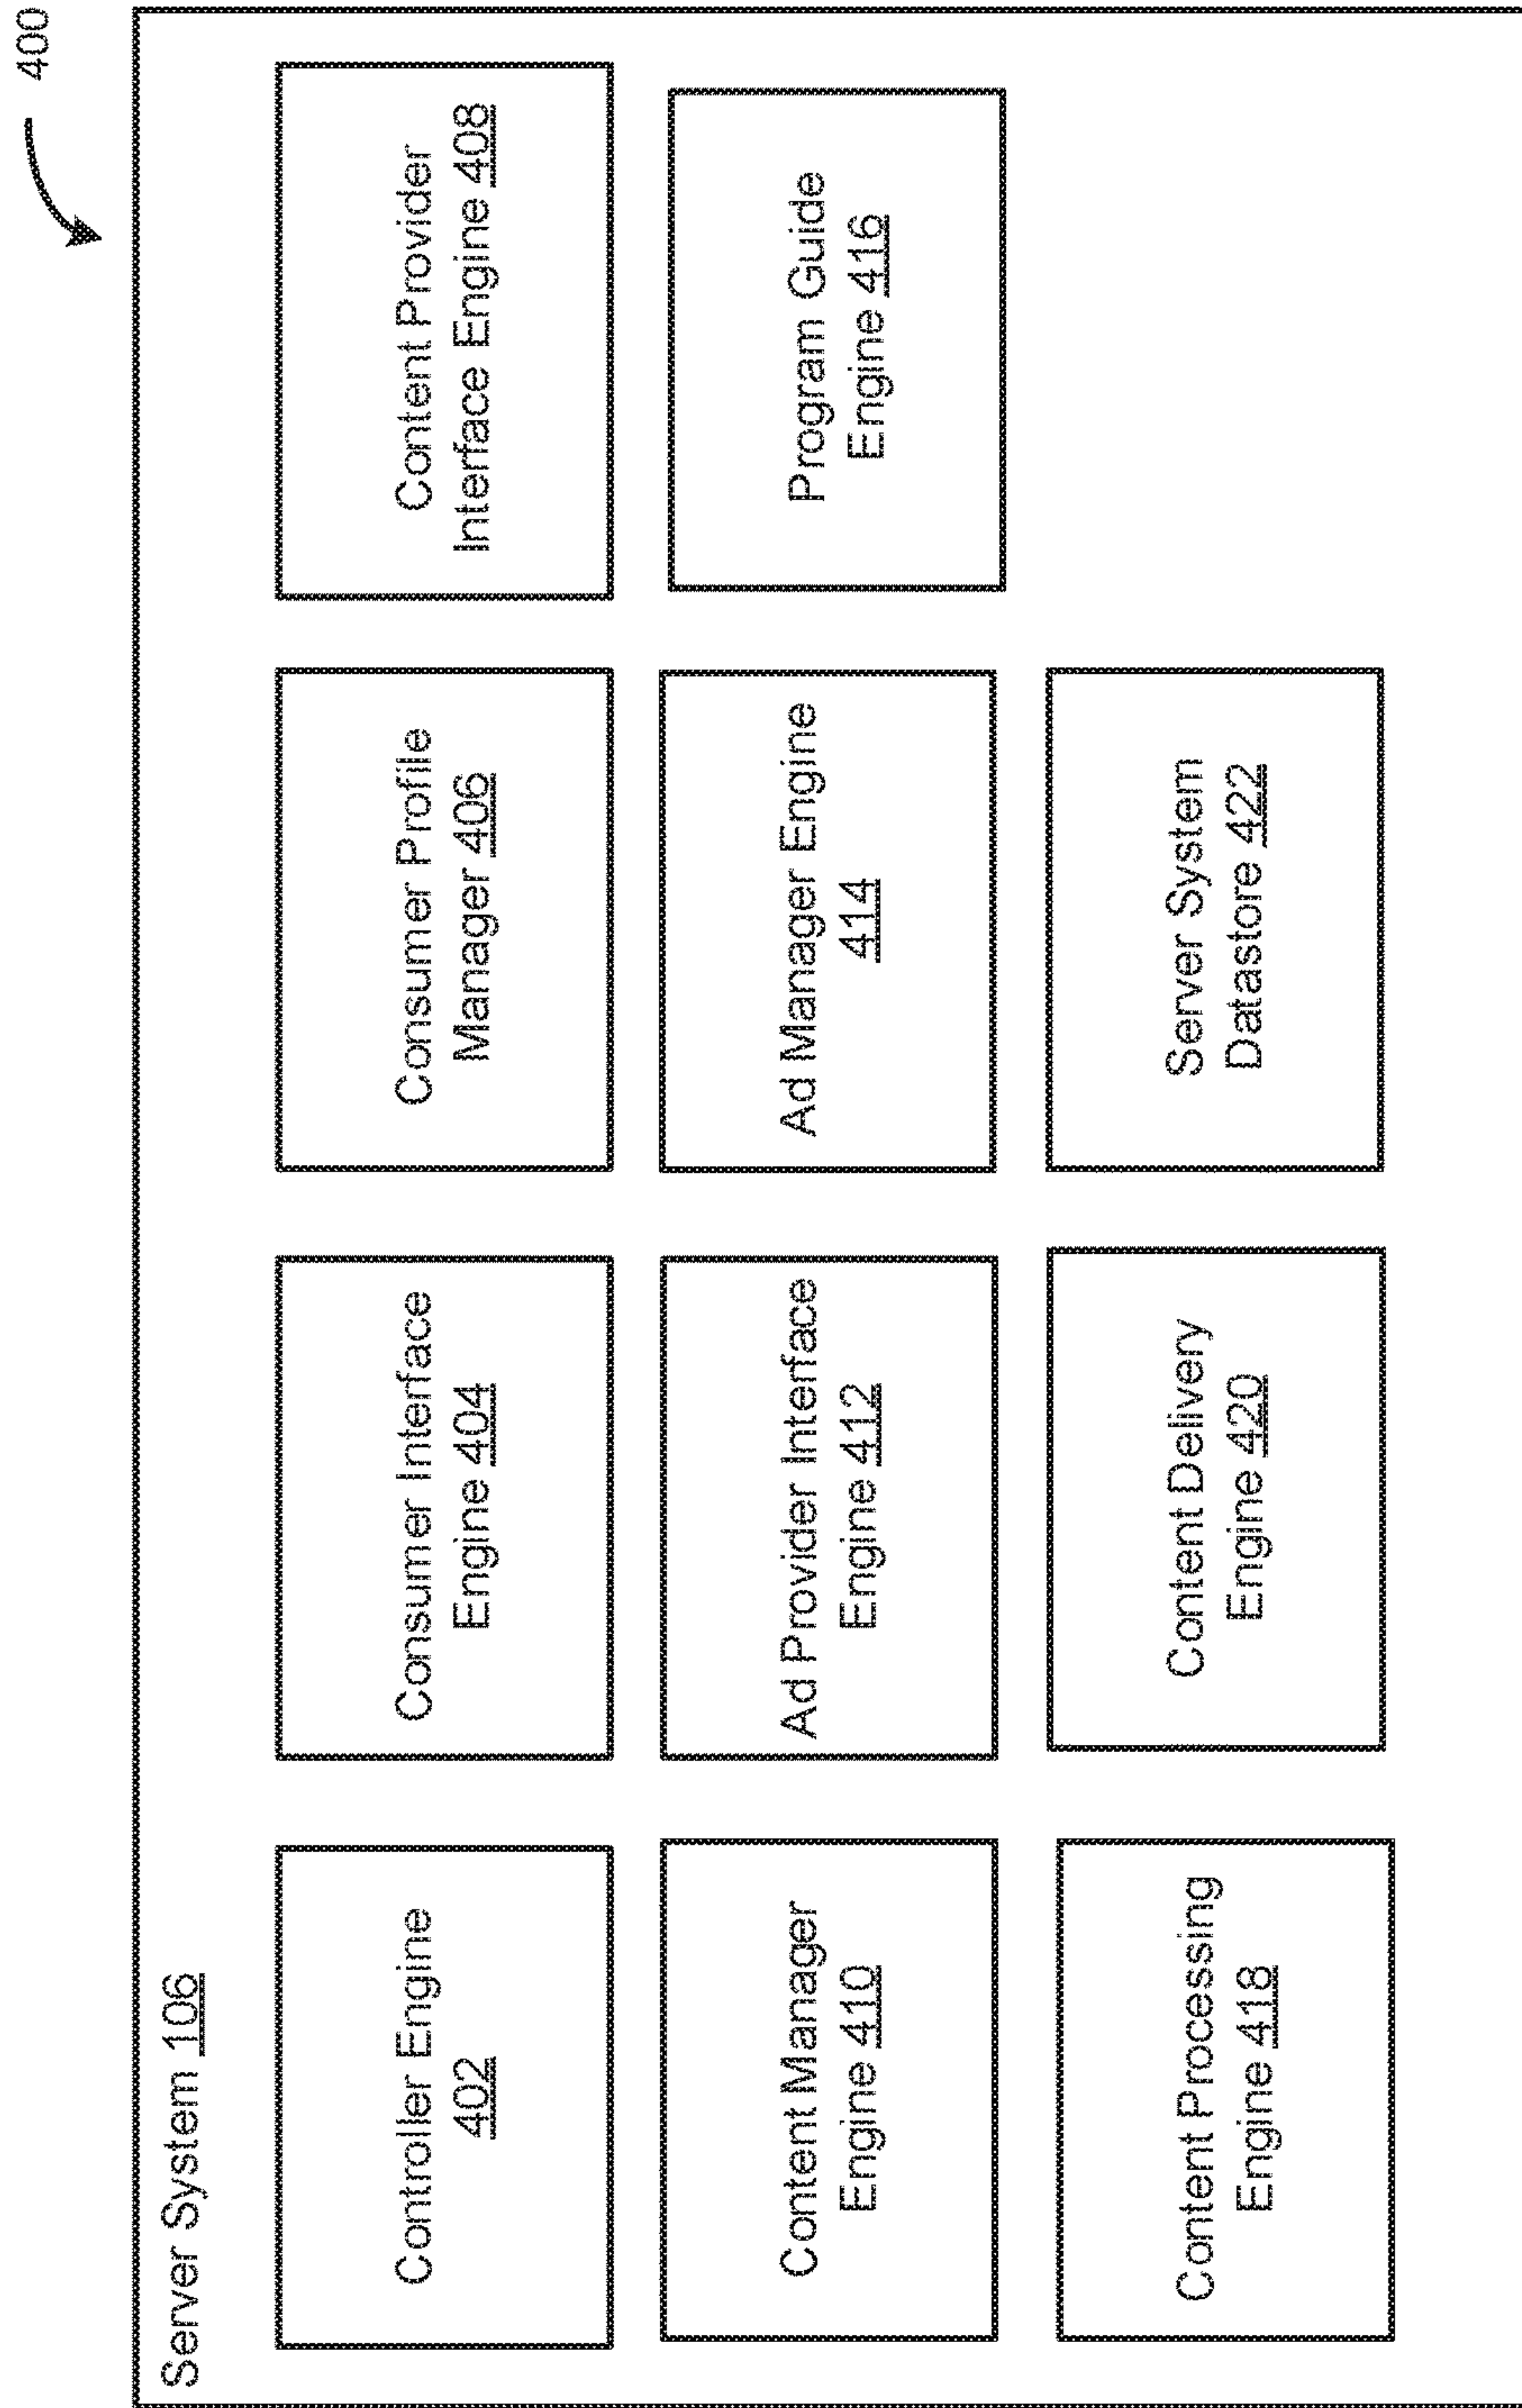 400
Server System 106
Controller Engine
402
Consumer Interface
Engine 404
Consumer Profile
Manager 406
Content Provider
Interface Engine 408
Content Manager
Engine 410
Ad Provider Interface
Engine 412
Ad Manager Engine
414
Program Guide
Engine 416
Content Processing
Engine 418
Content Delivery
Engine 420
Server System
Datastore 422